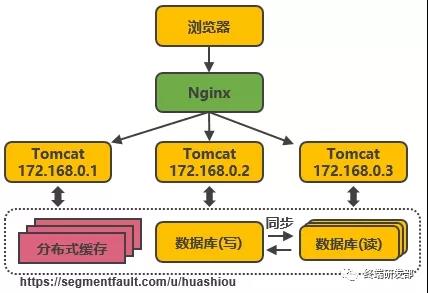 浏览器
Nginx
Tomcat
172.168.0.1
Tomcat
172.168.0.2
Tomcat
172.168.0.3
分布式缓存
数据库(写)
同步
数据库(读)
https://segmentfault.com/u/huashiou
终端研发部